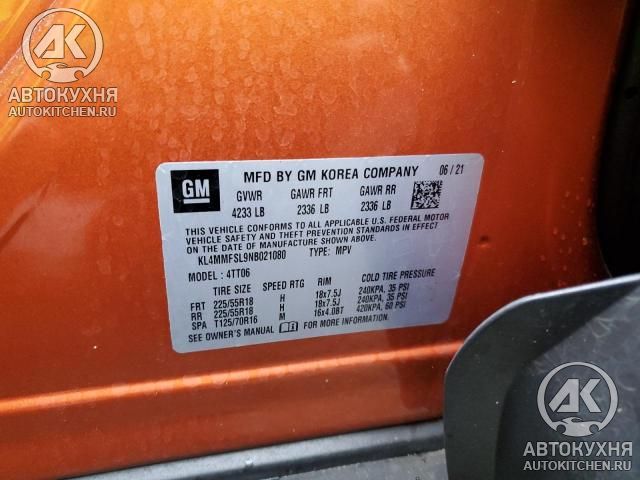 АВТОКУХНЯ
AUTOKITCHEN.RU
GM
MFD BY GM KOREA COMPANY 06 / 21
GVWR GAWR FRT GAWR RR
4233 LB 2336 LB 2336 LB
THIS VEHICLE CONFORMS TO ALL APPLICABLE U.S. FEDERAL MOTOR
VEHICLE SAFETY STANDARDS IN EFFECT ON THE DATE OF
MANUFACTURE SHOWN ABOVE.
KL4MMFSL9NB021080 TYPE: MPV
MODEL: 4TT06
TIRE SIZE SPEED RTG RIM COLD TIRE PRESSURE
FRT 225/55R18 H 18x7.5J 240KPA, 35 PSI
RR 225/55R18 H 18x7.5J 240KPA, 35 PSI
SPA T125/70R16 M 16x4.0BT 420KPA, 60 PSI
SEE OWNER'S MANUAL FOR MORE INFORMATION.
АК
АВТОКУХНЯ
AUTOKITCHEN.RU